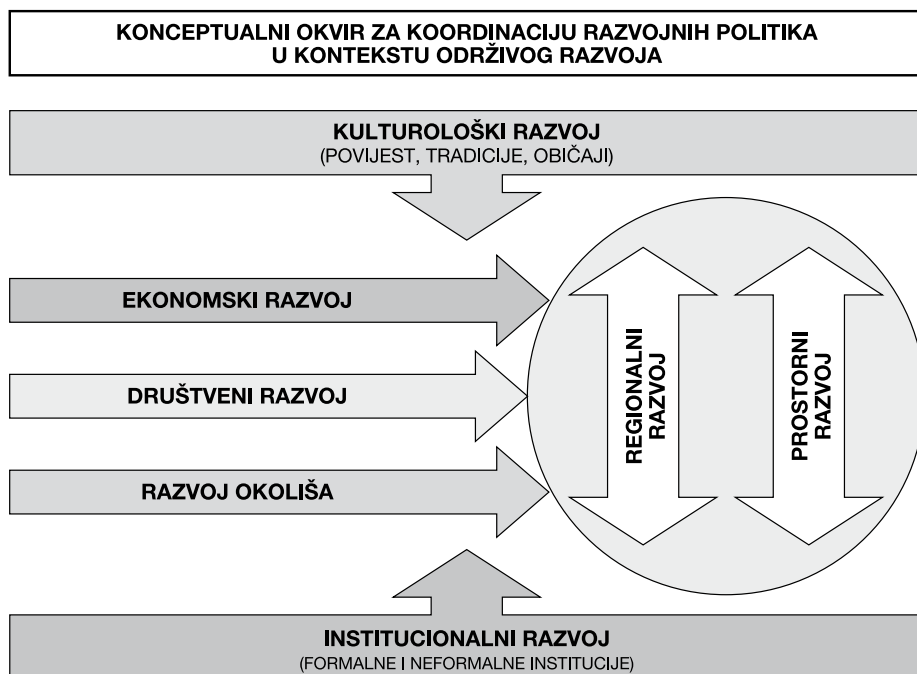 KONCEPTUALNI OKVIR ZA KOORDINACIJU RAZVOJNIH POLITIKA
U KONTEKSTU ODRŽIVOG RAZVOJA
KULTUROLOŠKI RAZVOJ
(POVIJEST, TRADICIJE, OBIČAJI)
EKONOMSKI RAZVOJ
DRUŠTVENI RAZVOJ
RAZVOJ OKOLIŠA
REGIONALNI
RAZVOJ
PROSTORNI
RAZVOJ
INSTITUCIONALNI RAZVOJ
(FORMALNE I NEFORMALNE INSTITUCIJE)